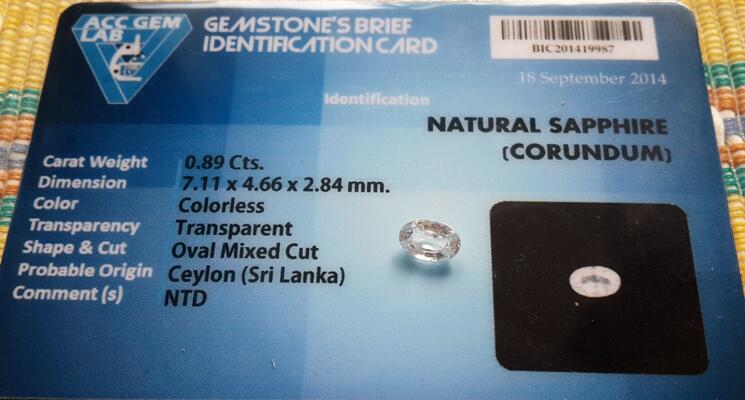 ACC GEM
LAB
GEMSTONE'S BRIEF
IDENTIFICATION CARD
BIC201419987
18 September 2014
Identification
NATURAL SAPPHIRE
(CORUNDUM)
Carat Weight 0.89 Cts.
Dimension 7.11 x 4.66 x 2.84 mm.
Color Colorless
Transparency Transparent
Shape & Cut Oval Mixed Cut
Probable Origin Ceylon (Sri Lanka)
Comment (s) NTD